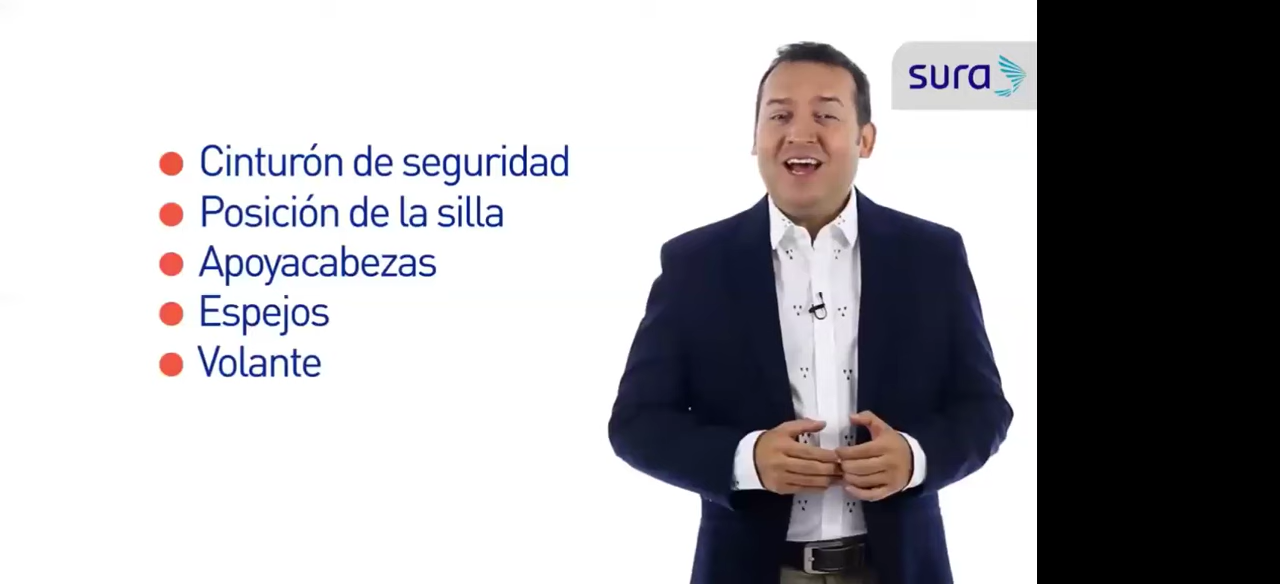 sura
Cinturón de seguridad
Posición de la silla
Apoyacabezas
Espejos
Volante